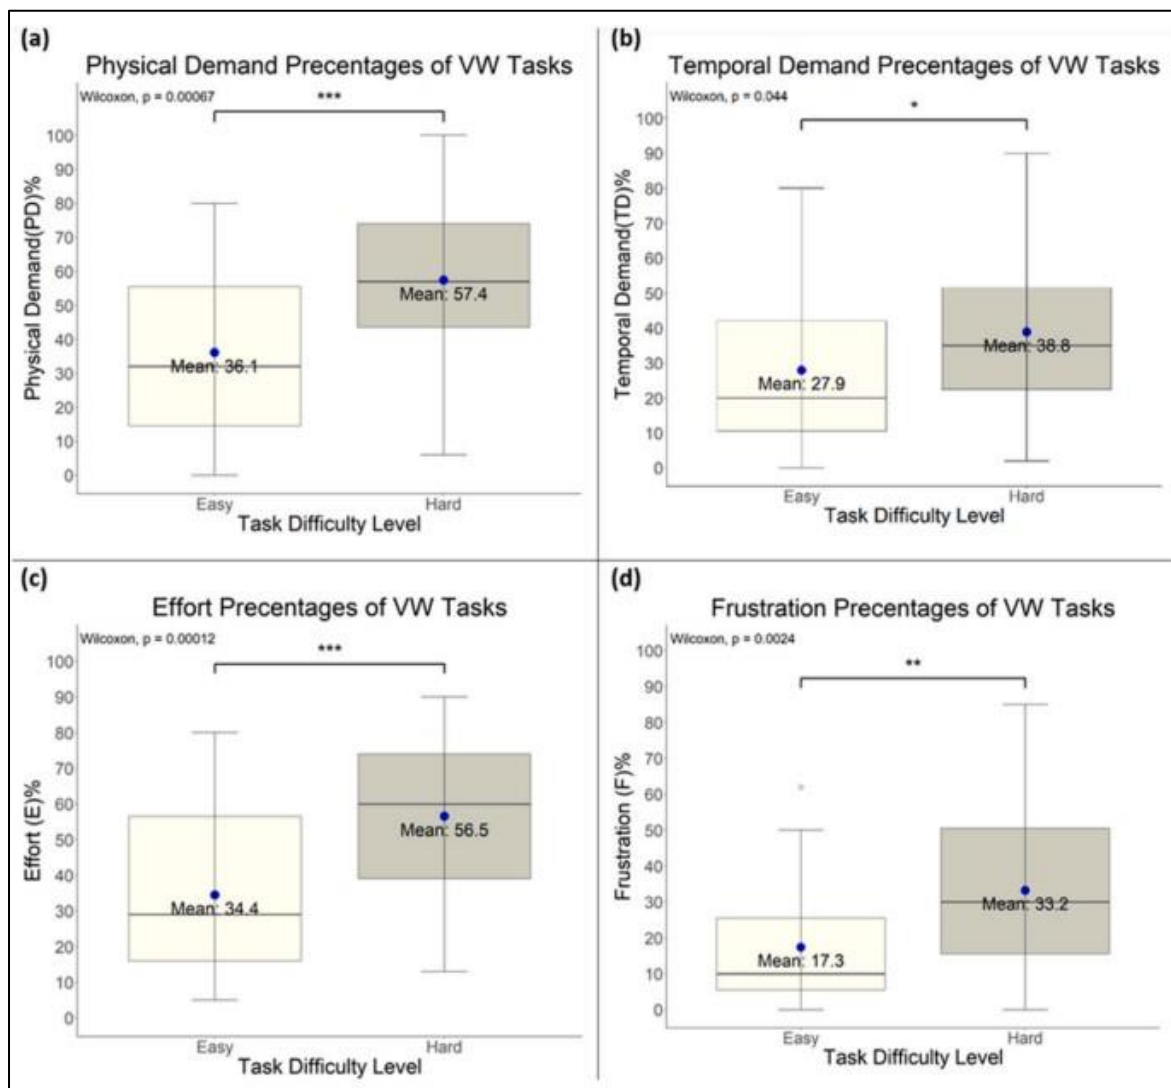 (a)
Physical Demand Precentages of VW Tasks
Wilcoxon, p = 0.00067
***
100
90
80
70
60
50
40
30
20
10
0
Physical Demand(PD)%
Mean: 36.1
Mean: 57.4
Easy
Hard
Task Difficulty Level
(b)
Temporal Demand Precentages of VW Tasks
Wilcoxon, p = 0.044
*
100
90
80
70
60
50
40
30
20
10
0
Temporal Demand(TD)%
Mean: 27.9
Mean: 38.8
Easy
Hard
Task Difficulty Level
(c)
Effort Precentages of VW Tasks
Wilcoxon, p = 0.00012
***
100
90
80
70
60
50
40
30
20
10
0
Effort (E)%
Mean: 34.4
Mean: 56.5
Easy
Hard
Task Difficulty Level
(d)
Frustration Precentages of VW Tasks
Wilcoxon, p = 0.0024
**
100
90
80
70
60
50
40
30
20
10
0
Frustration (F)%
Mean: 17.3
Mean: 33.2
Easy
Hard
Task Difficulty Level